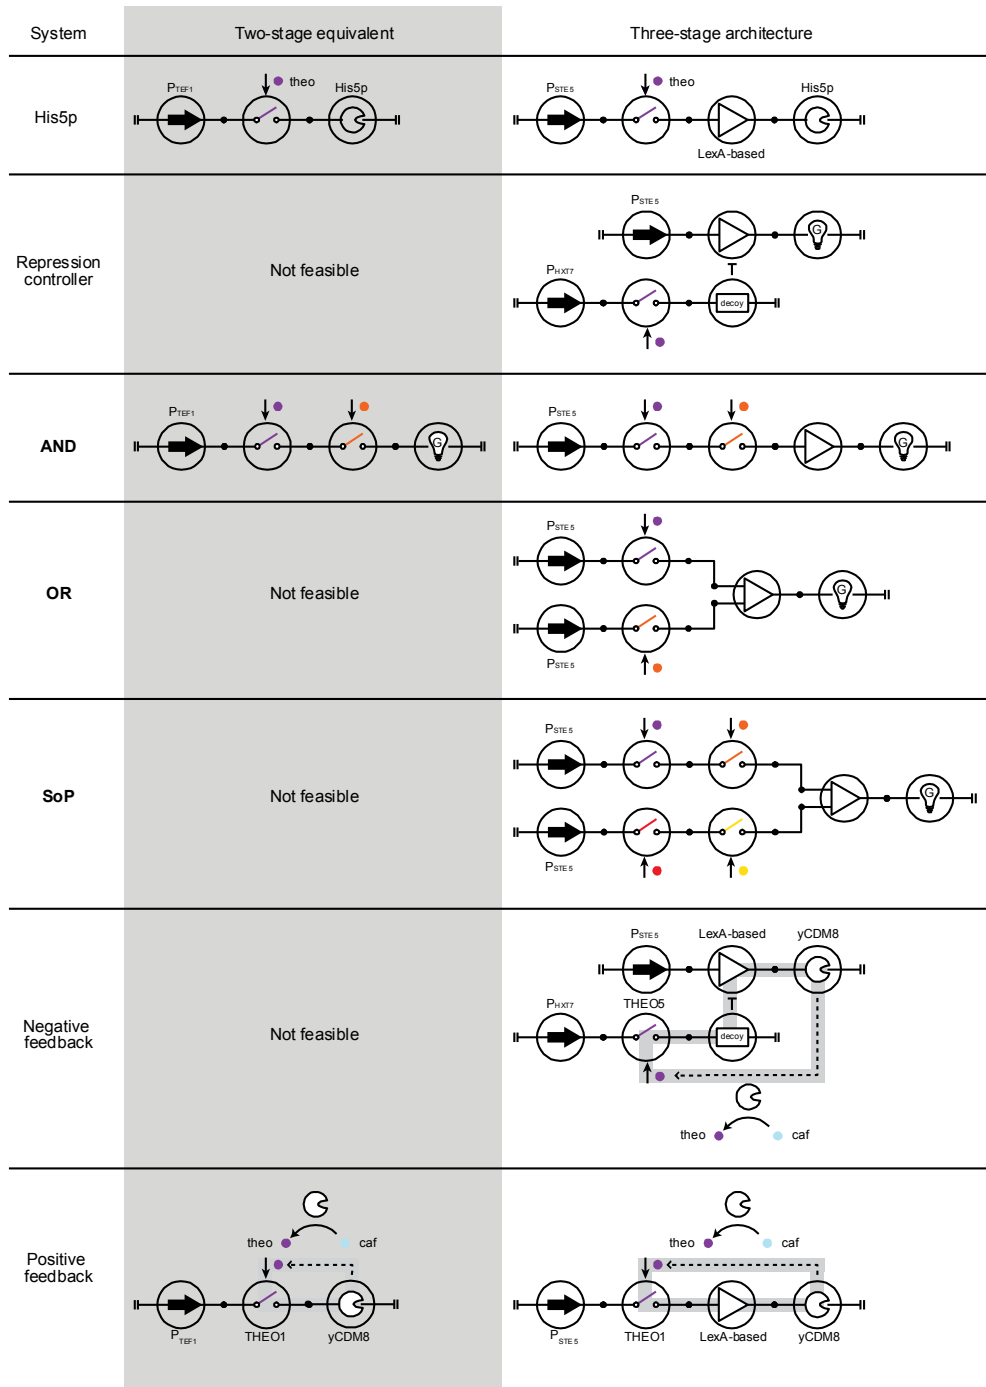 System Two-stage equivalent Three-stage architecture
His5p
PTEF1 theo His5p
PSTE5 theo His5p
LexA-based
Repression
controller
Not feasible
PSTE5
G
PHXT7
decoy
AND
PTEF1
G
PSTE5
G
OR
Not feasible
PSTE5
G
PSTE5
SoP
Not feasible
PSTE5
G
PSTE5
Negative
feedback
Not feasible
PSTE5 LexA-based yCDM8
PHXT7 THEO5
decoy
theo caf
Positive
feedback
theo caf
PTEF1 THEO1 yCDM8
theo caf
PSTE5 THEO1 LexA-based yCDM8